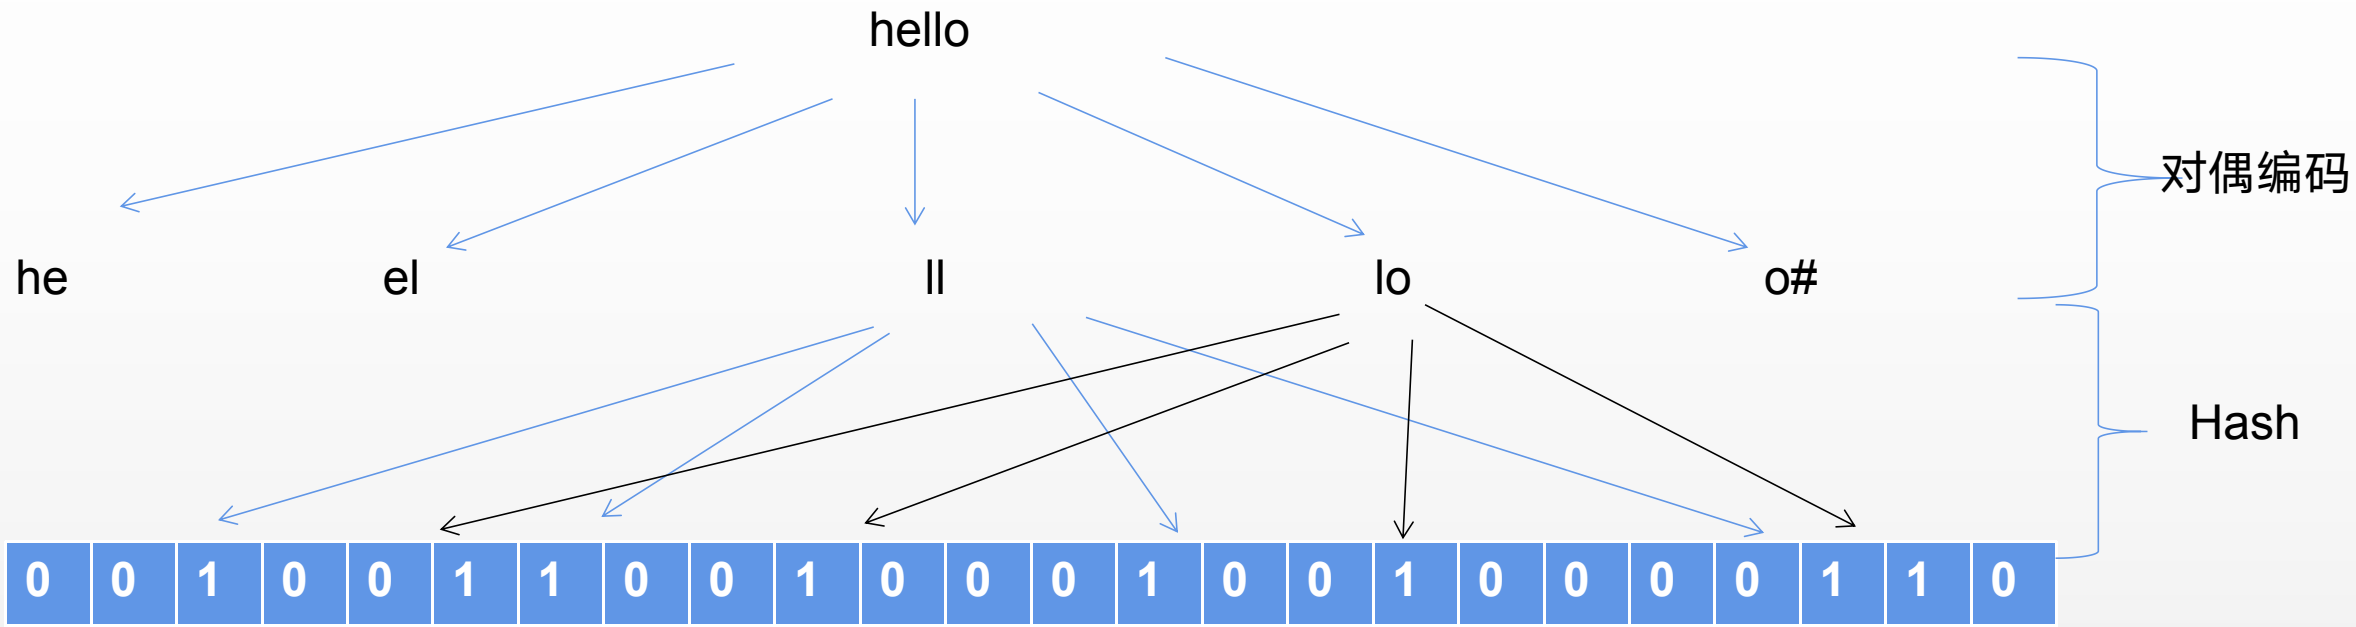 hello
对偶编码
he el ll lo o#
Hash
0 0 1 0 0 1 1 0 0 1 0 0 0 1 0 0 1 0 0 0 0 1 1 0